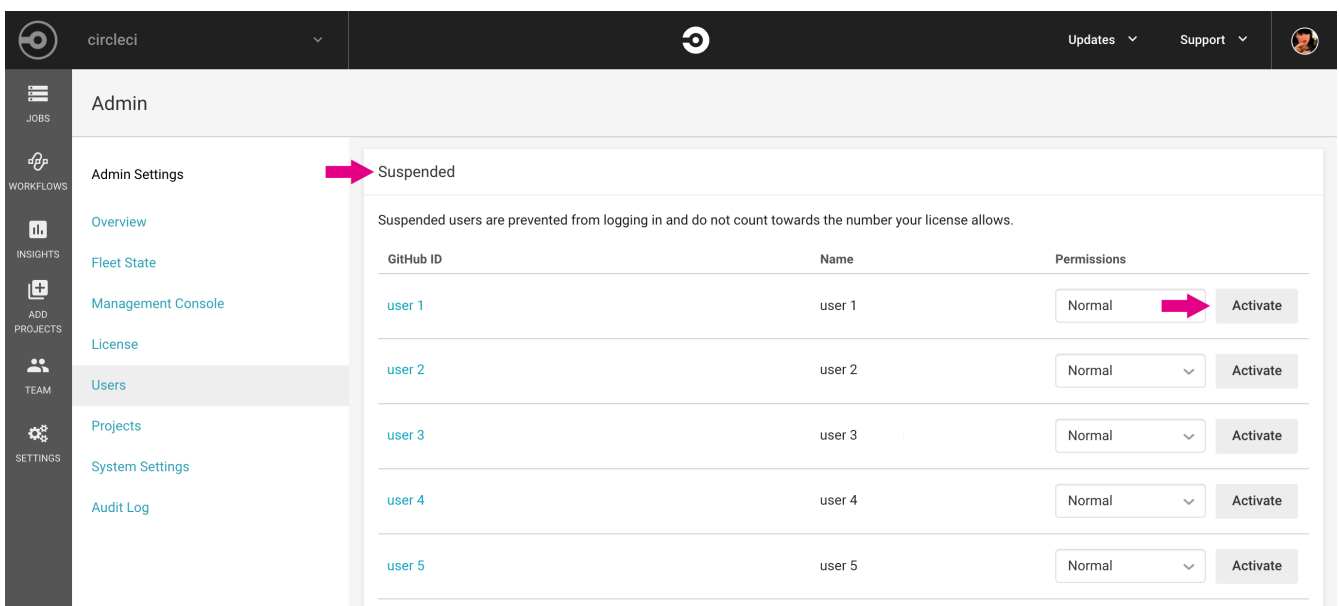 circleci
Updates
Support
JOBS
WORKFLOWS
INSIGHTS
ADD
PROJECTS
TEAM
SETTINGS
Admin
Admin Settings
Overview
Fleet State
Management Console
License
Users
Projects
System Settings
Audit Log
Suspended
Suspended users are prevented from logging in and do not count towards the number your license allows.
GitHub ID Name Permissions
user 1 user 1 Normal Activate
user 2 user 2 Normal Activate
user 3 user 3 Normal Activate
user 4 user 4 Normal Activate
user 5 user 5 Normal Activate